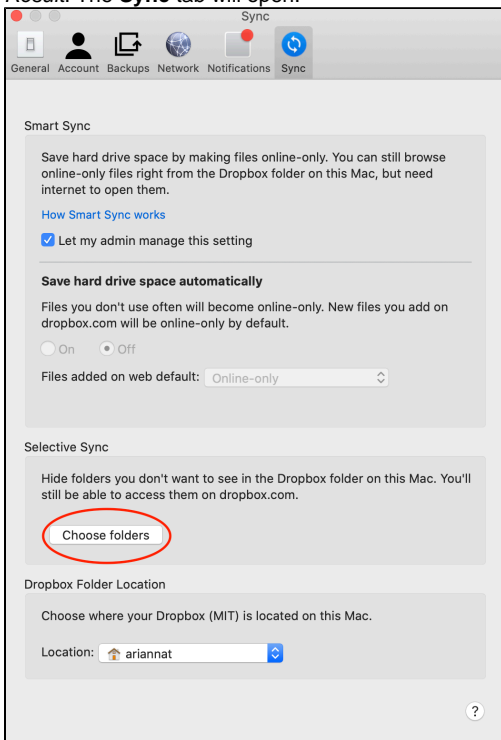 Result: The Sync tab will open.
Sync
General Account Backups Network Notifications Sync
Smart Sync
Save hard drive space by making files online-only. You can still browse
online-only files right from the Dropbox folder on this Mac, but need
internet to open them.
How Smart Sync works
Let my admin manage this setting
Save hard drive space automatically
Files you don't use often will become online-only. New files you add on
dropbox.com will be online-only by default.
On Off
Files added on web default: Online-only
Selective Sync
Hide folders you don't want to see in the Dropbox folder on this Mac. You'll
still be able to access them on dropbox.com.
Choose folders
Dropbox Folder Location
Choose where your Dropbox (MIT) is located on this Mac.
Location: ariannat
?